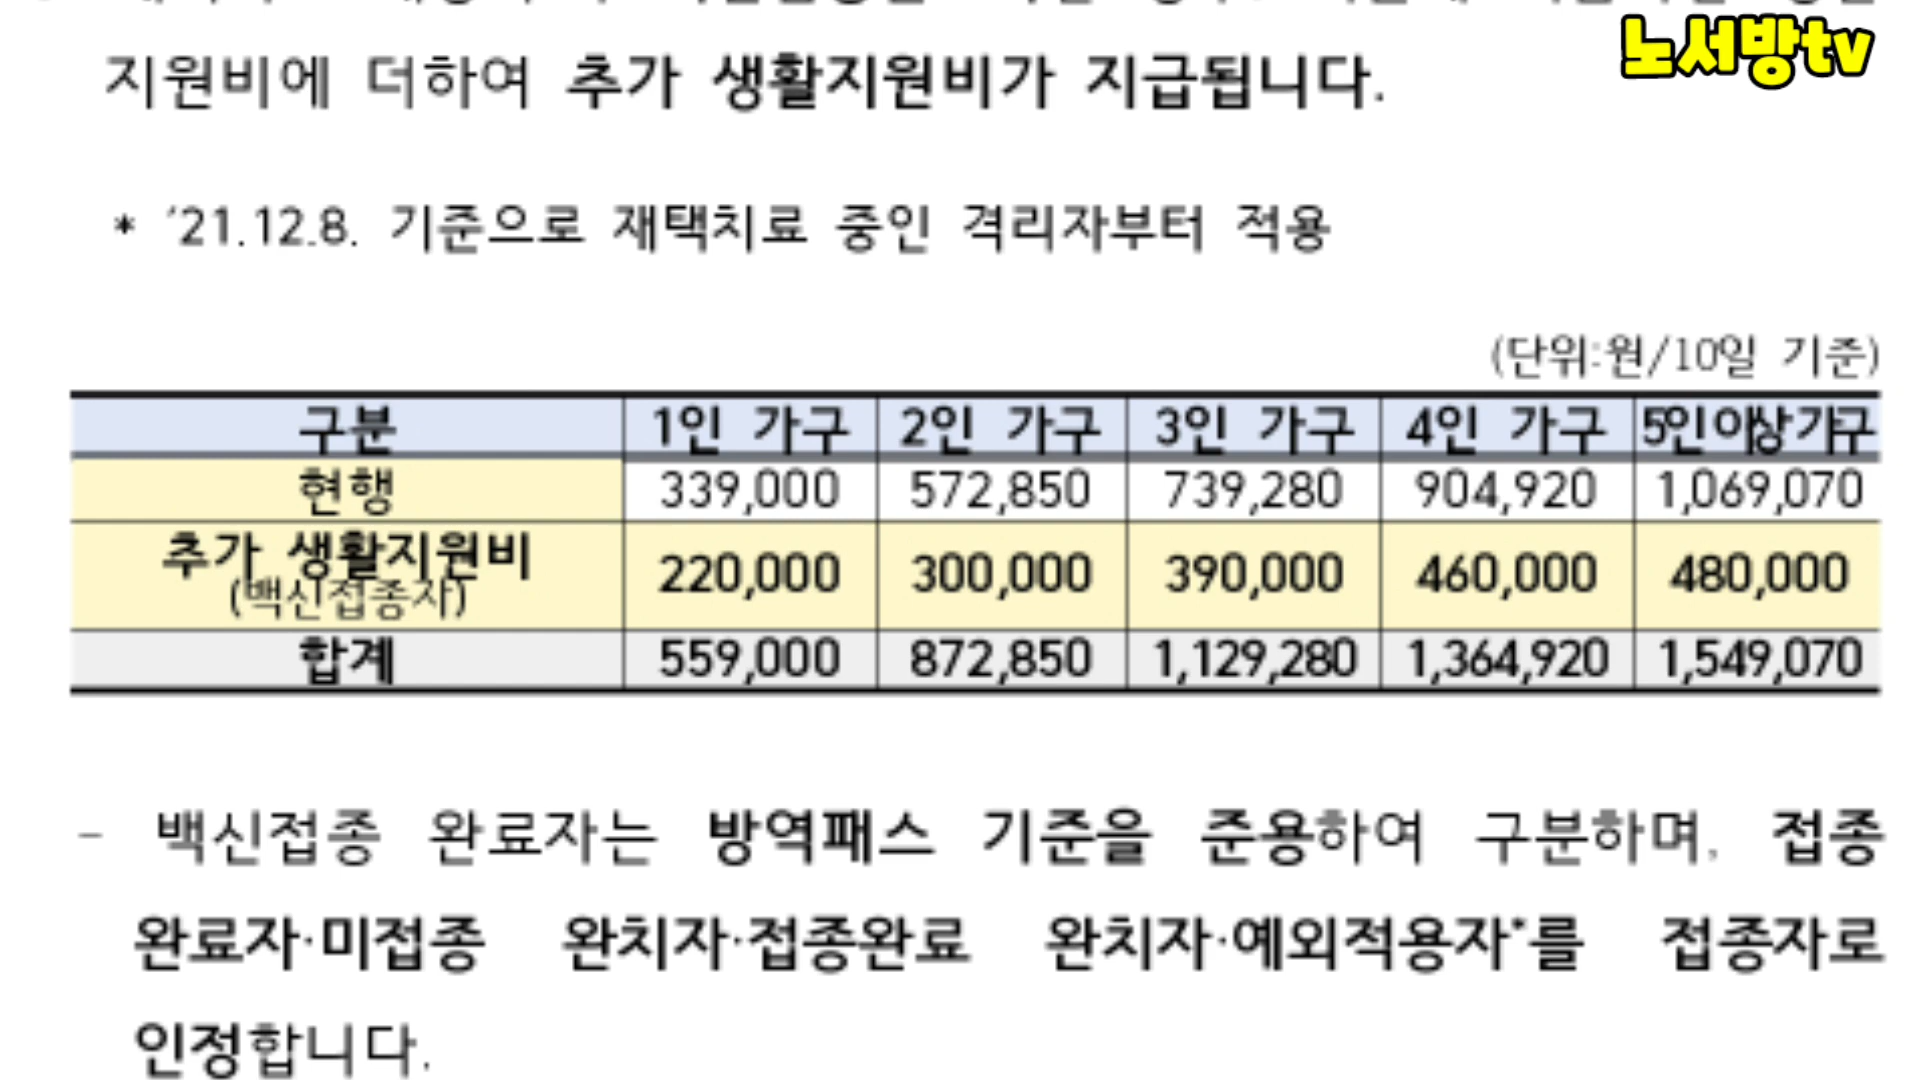 노서방tv
지원비에 더하여 추가 생활지원비가 지급됩니다.
* ′21.12.8. 기준으로 재택치료 중인 격리자부터 적용
(단위:원/10일 기준)
구분 1인 가구 2인 가구 3인 가구 4인 가구 5인이상가구
현행 339,000 572,850 739,280 904,920 1,069,070
추가 생활지원비 220,000 300,000 390,000 460,000 480,000
(백신접종자)
합계 559,000 872,850 1,129,280 1,364,920 1,549,070
- 백신접종 완료자는 방역패스 기준을 준용하여 구분하며, 접종
완료자·미접종 완치자·접종완료 완치자·예외적용자*를 접종자로
인정합니다.